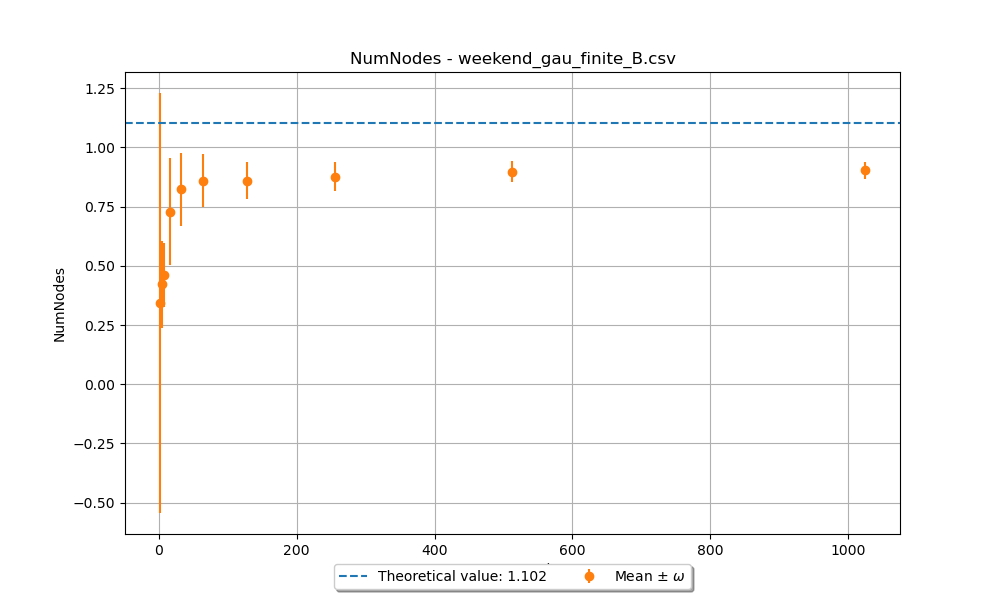 NumNodes - weekend_gau_finite_B.csv
1.25
1.00
0.75
0.50
0.25
0.00
−0.25
−0.50
NumNodes
0 200 400 600 800 1000
Theoretical value: 1.102 Mean ± ω